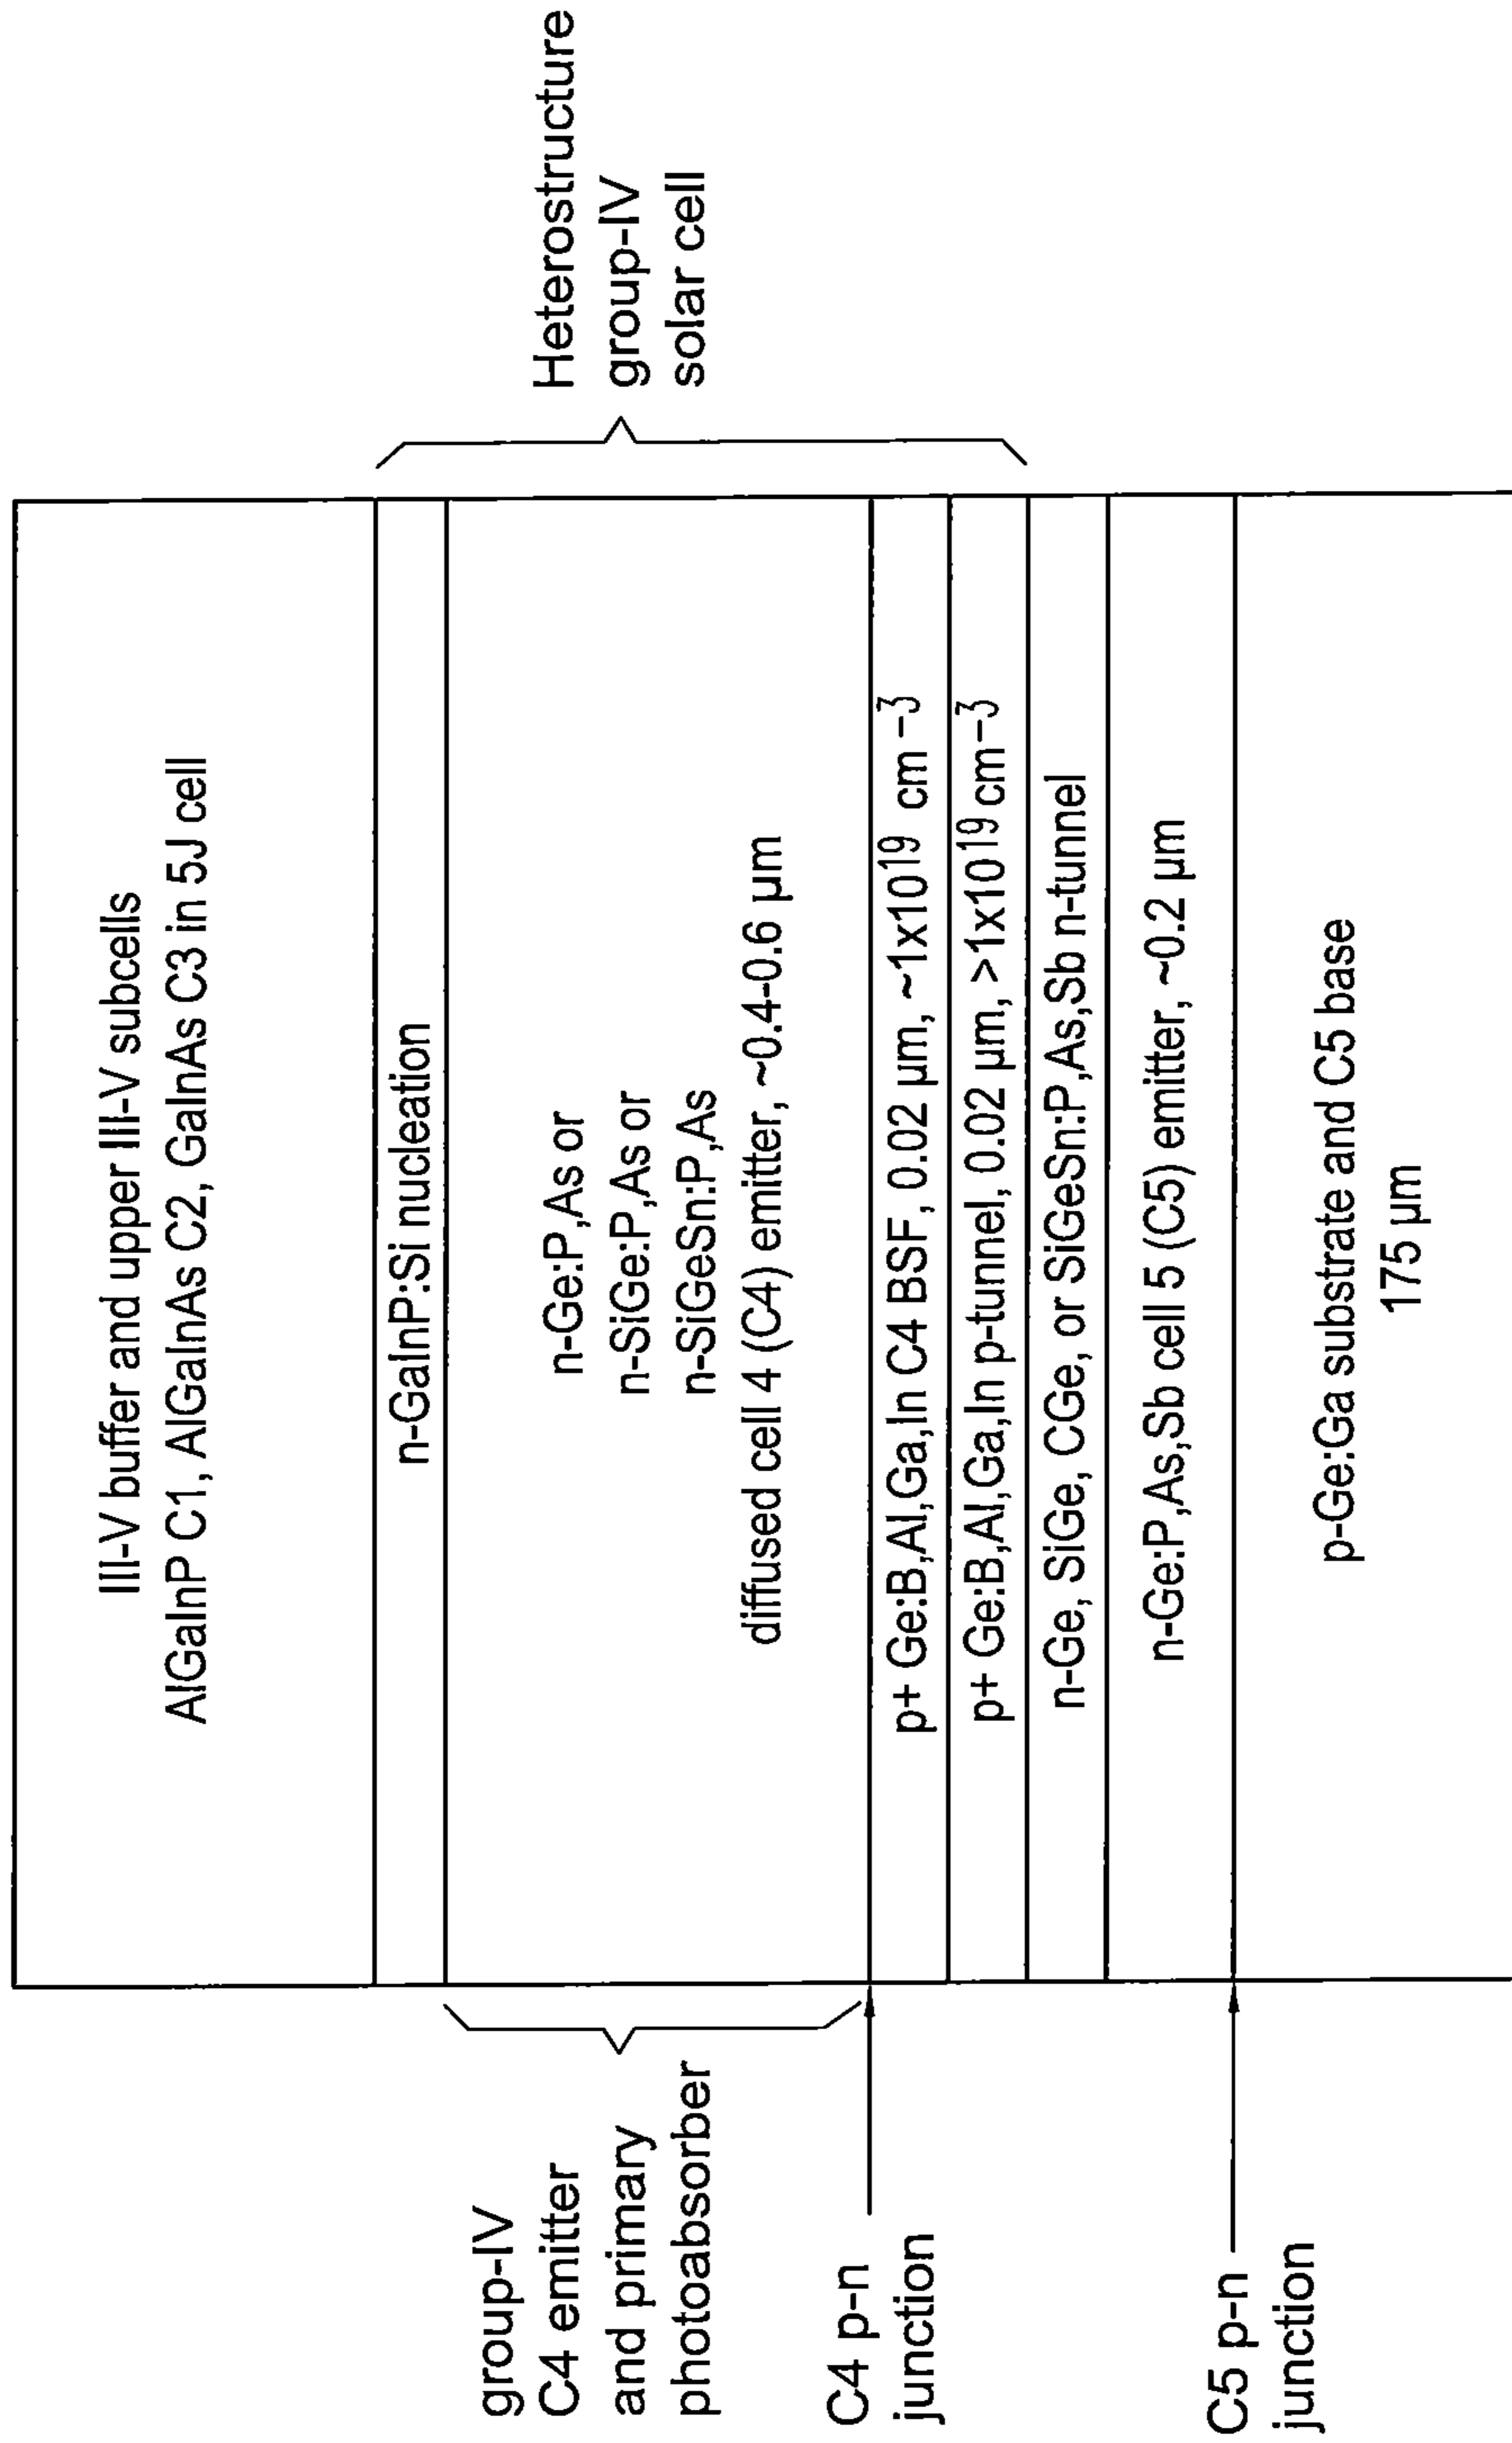 III-V buffer and upper III-V subcells
AlGaInP C1, AlGaInAs C2, GaInAs C3 in 5J cell
n-GaInP:Si nucleation
n-Ge:P,As or
n-SiGe:P,As or
n-SiGeSn:P,As
diffused cell 4 (C4) emitter, ~0.4-0.6 µm
p+ Ge:B,Al,Ga,In C4 BSF, 0.02 µm, ~1x10¹⁹ cm⁻³
p+ Ge:B,Al,Ga,In p-tunnel, 0.02 µm, >1x10¹⁹ cm⁻³
n-Ge, SiGe, CGe, or SiGeSn:P,As,Sb n-tunnel
n-Ge:P,As,Sb cell 5 (C5) emitter, ~0.2 µm
p-Ge:Ga substrate and C5 base
175 µm
group-IV
C4 emitter
and primary
photoabsorber
C4 p-n
junction
C5 p-n
junction
Heterostructure
group-IV
solar cell